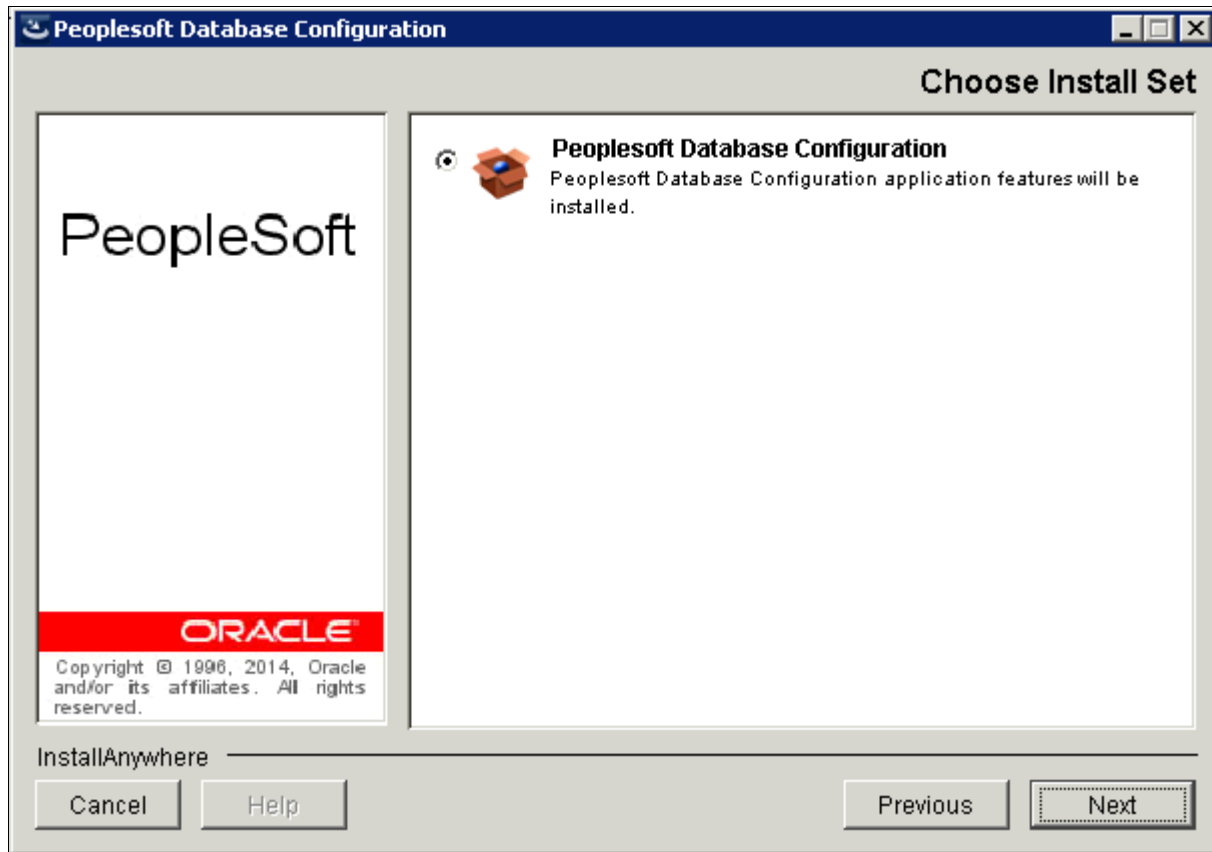 Peoplesoft Database Configuration
Choose Install Set
PeopleSoft
ORACLE
Copyright © 1996, 2014, Oracle
and/or its affiliates. All rights
reserved.
Peoplesoft Database Configuration
Peoplesoft Database Configuration application features will be
installed.
InstallAnywhere
Cancel
Help
Previous
Next